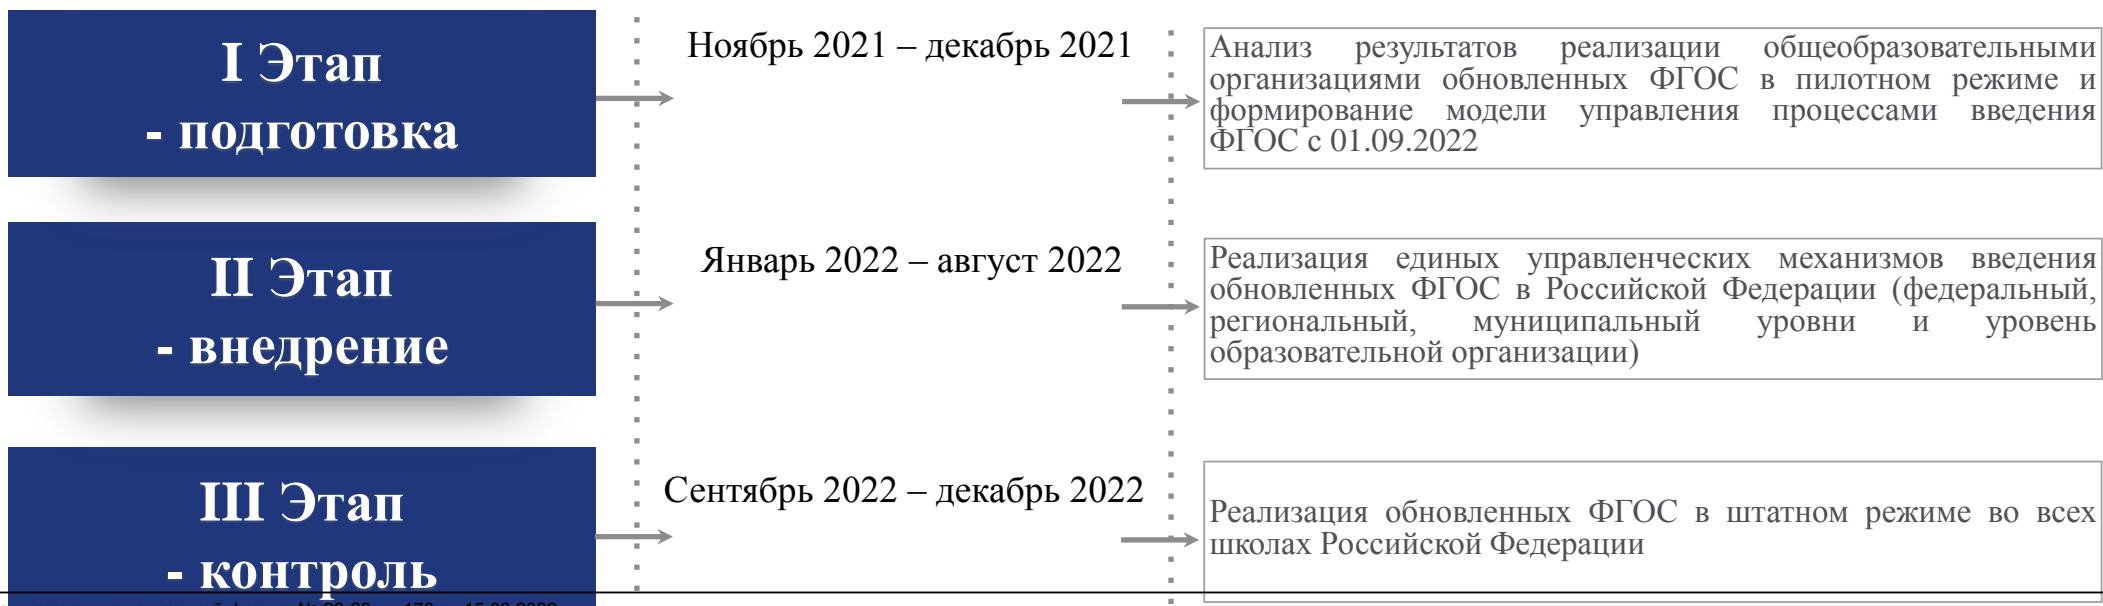 I Этап
- подготовка
Ноябрь 2021 – декабрь 2021
Анализ результатов реализации общеобразовательными
организациями обновленных ФГОС в пилотном режиме и
формирование модели управления процессами введения
ФГОС с 01.09.2022
II Этап
- внедрение
Январь 2022 – август 2022
Реализация единых управленческих механизмов введения
обновленных ФГОС в Российской Федерации (федеральный,
региональный, муниципальный уровни и уровень
образовательной организации)
III Этап
- контроль
Сентябрь 2022 – декабрь 2022
Реализация обновленных ФГОС в штатном режиме во всех
школах Российской Федерации